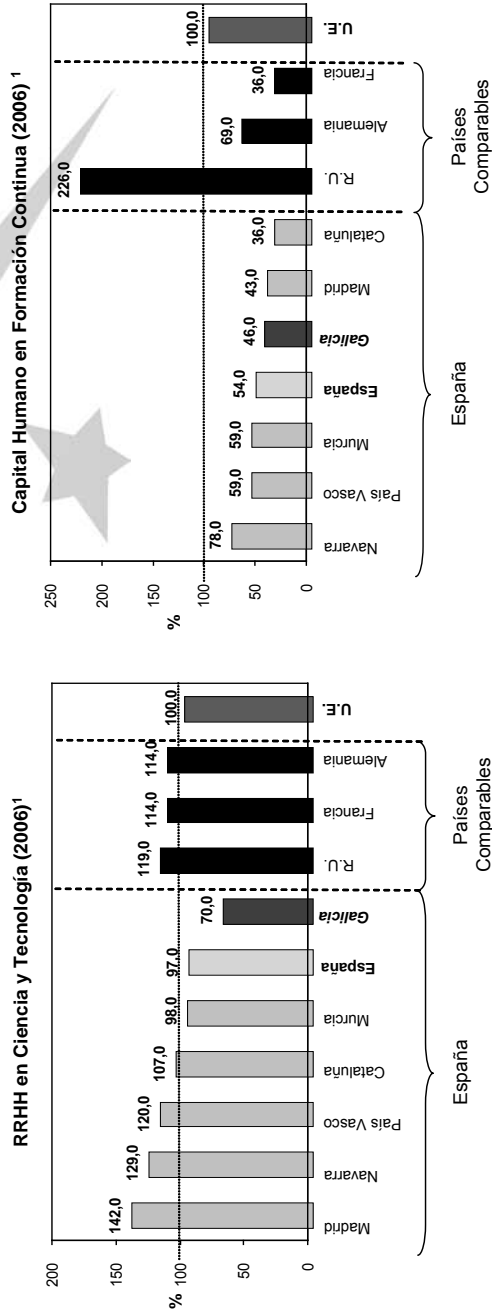 RRHH en Ciencia y Tecnología (2006)¹
%
200
150
100
50
0
142,0
129,0
120,0
107,0
98,0
97,0
70,0
119,0
114,0
114,0
100,0
Madrid
Navarra
País Vasco
Cataluña
Murcia
España
Galicia
R.U.
Francia
Alemania
U.E.
España
Países
Comparables
Capital Humano en Formación Continua (2006) ¹
%
250
200
150
100
50
0
78,0
59,0
59,0
54,0
46,0
43,0
36,0
226,0
69,0
36,0
100,0
Navarra
País Vasco
Murcia
España
Galicia
Madrid
Cataluña
R.U.
Alemania
Francia
U.E.
España
Países
Comparables